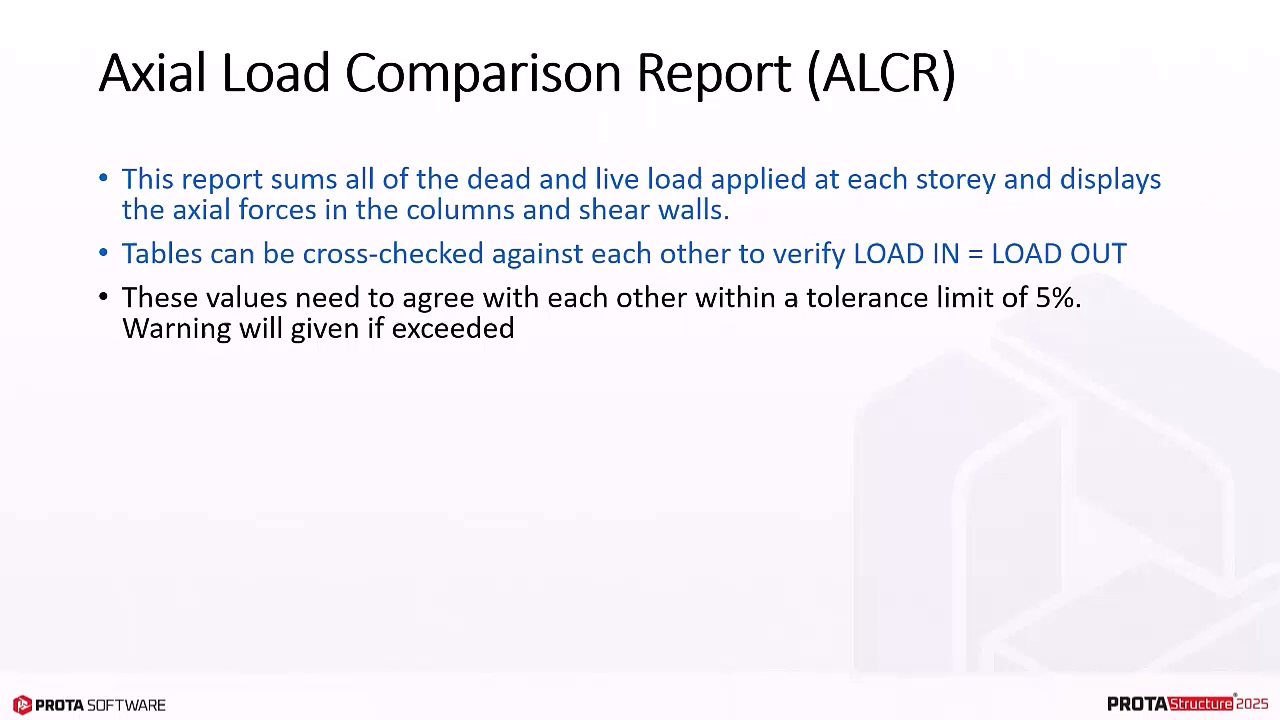 Axial Load Comparison Report (ALCR)
• This report sums all of the dead and live load applied at each storey and displays
the axial forces in the columns and shear walls.
• Tables can be cross-checked against each other to verify LOAD IN = LOAD OUT
• These values need to agree with each other within a tolerance limit of 5%.
Warning will given if exceeded
PROTA SOFTWARE
PROTAStructure® 2025